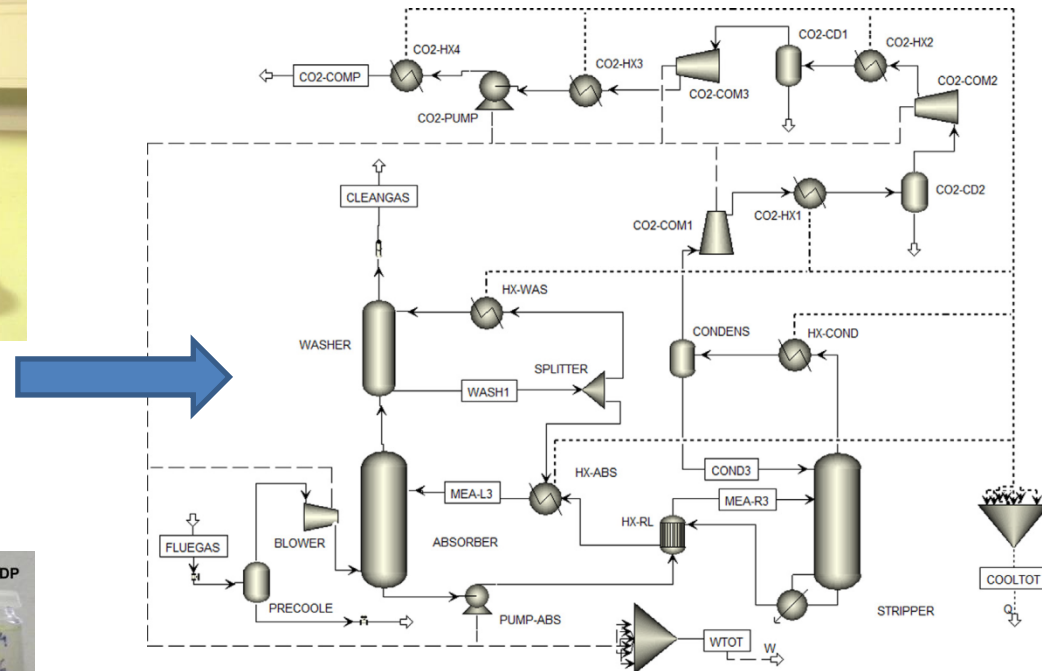 CO2-HX4
CO2-CD1
CO2-HX2
CO2-COMP
CO2-HX3
CO2-COM2
CO2-COM3
CO2-PUMP
CLEANGAS
CO2-CD2
CO2-HX1
CO2-COM1
HX-WAS
HX-COND
CONDENS
WASHER
SPLITTER
WASH1
HX-ABS
COND3
MEA-L3
MEA-R3
HX-RL
BLOWER
ABSORBER
FLUEGAS
COOLTOT
PRECOOLE
STRIPPER
Q
PUMP-ABS
WTOT
W
DP